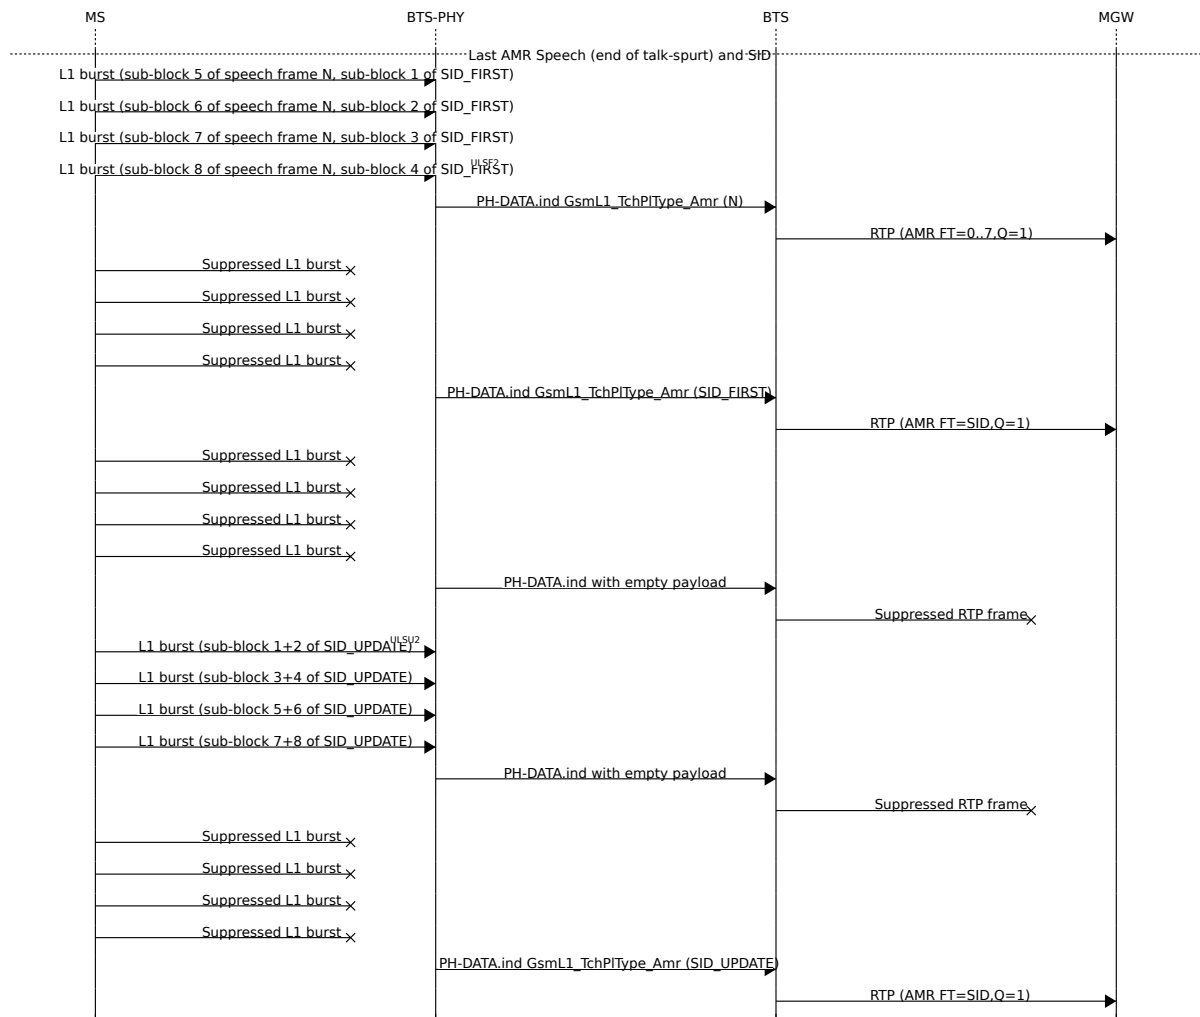 MS BTS-PHY BTS MGW
Last AMR Speech (end of talk-spurt) and SID
L1 burst (sub-block 5 of speech frame N, sub-block 1 of SID_FIRST)
L1 burst (sub-block 6 of speech frame N, sub-block 2 of SID_FIRST)
L1 burst (sub-block 7 of speech frame N, sub-block 3 of SID_FIRST)
ULSF2
L1 burst (sub-block 8 of speech frame N, sub-block 4 of SID_FIRST)
PH-DATA.ind GsmL1_TchPlType_Amr (N)
RTP (AMR FT=0..7,Q=1)
Suppressed L1 burst
Suppressed L1 burst
Suppressed L1 burst
Suppressed L1 burst
PH-DATA.ind GsmL1_TchPlType_Amr (SID_FIRST)
RTP (AMR FT=SID,Q=1)
Suppressed L1 burst
Suppressed L1 burst
Suppressed L1 burst
Suppressed L1 burst
PH-DATA.ind with empty payload
Suppressed RTP frame
ULSU2
L1 burst (sub-block 1+2 of SID_UPDATE)
L1 burst (sub-block 3+4 of SID_UPDATE)
L1 burst (sub-block 5+6 of SID_UPDATE)
L1 burst (sub-block 7+8 of SID_UPDATE)
PH-DATA.ind with empty payload
Suppressed RTP frame
Suppressed L1 burst
Suppressed L1 burst
Suppressed L1 burst
Suppressed L1 burst
PH-DATA.ind GsmL1_TchPlType_Amr (SID_UPDATE)
RTP (AMR FT=SID,Q=1)